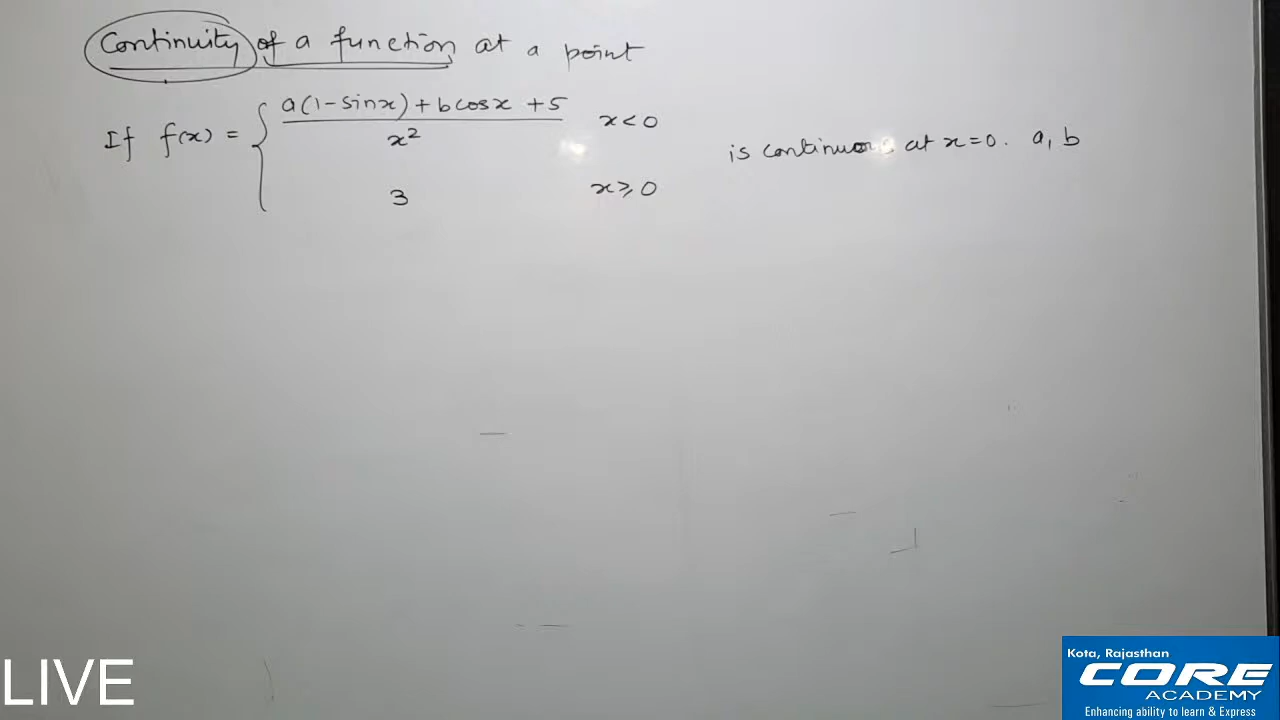 Continuity of a function at a point
If f(x) = { a(1-sinx) + b cosx + 5 / x² x < 0
3 x ≥ 0
is continuous at x=0. a, b
LIVE
Kota, Rajasthan
CORE
ACADEMY
Enhancing ability to learn & Express